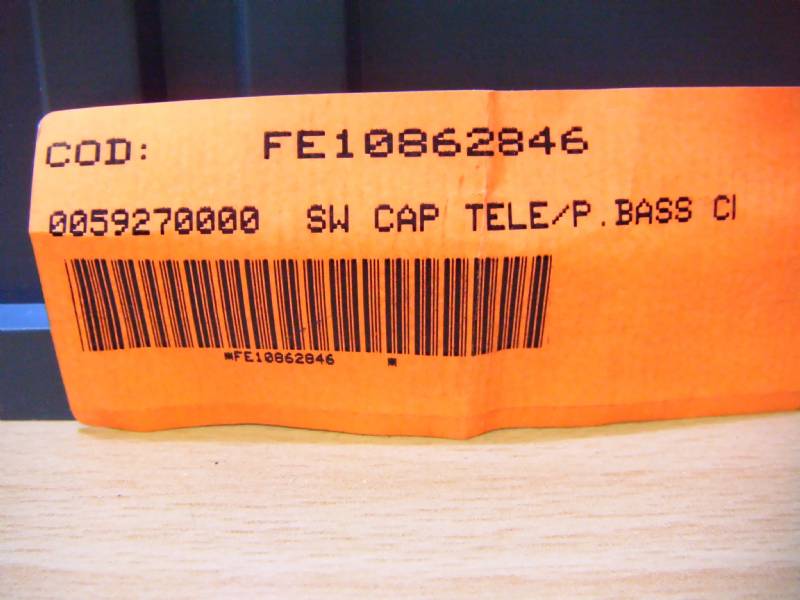 COD: FE10862846
0059270000 SW CAP TELE/P.BASS
*FE10862846 *